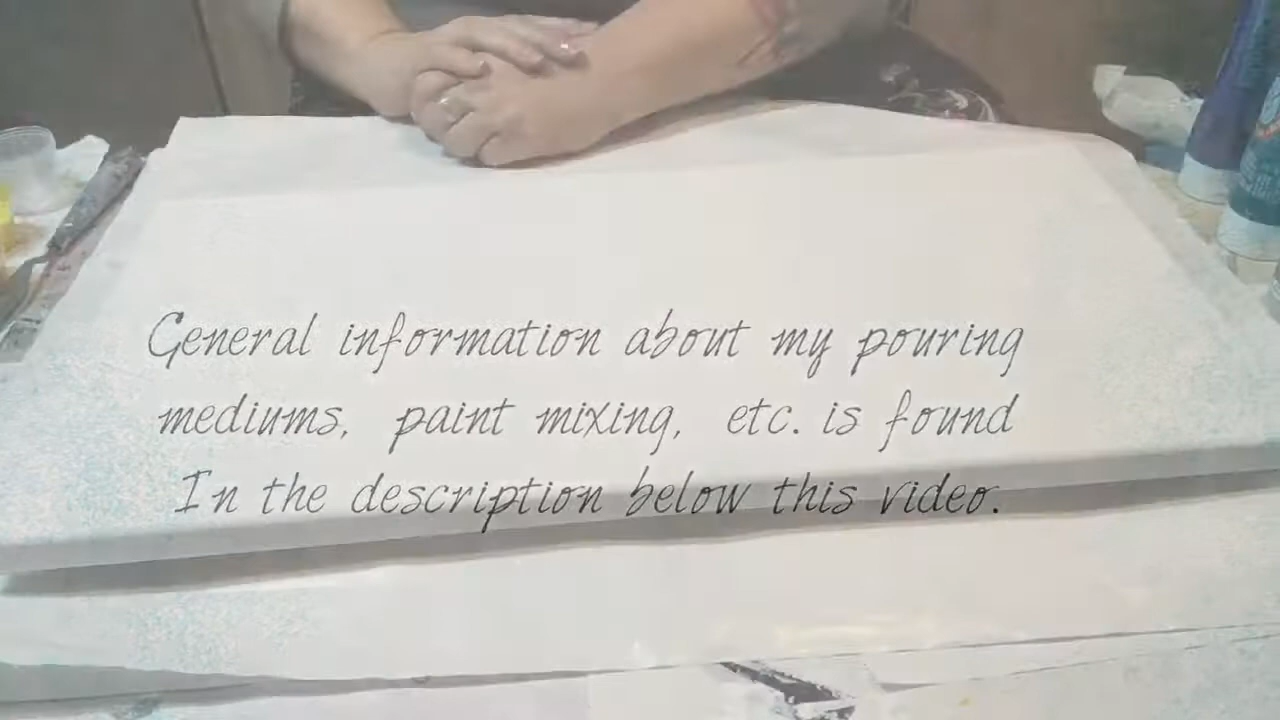 General information about my pouring
mediums, paint mixing, etc. is found
In the description below this video.